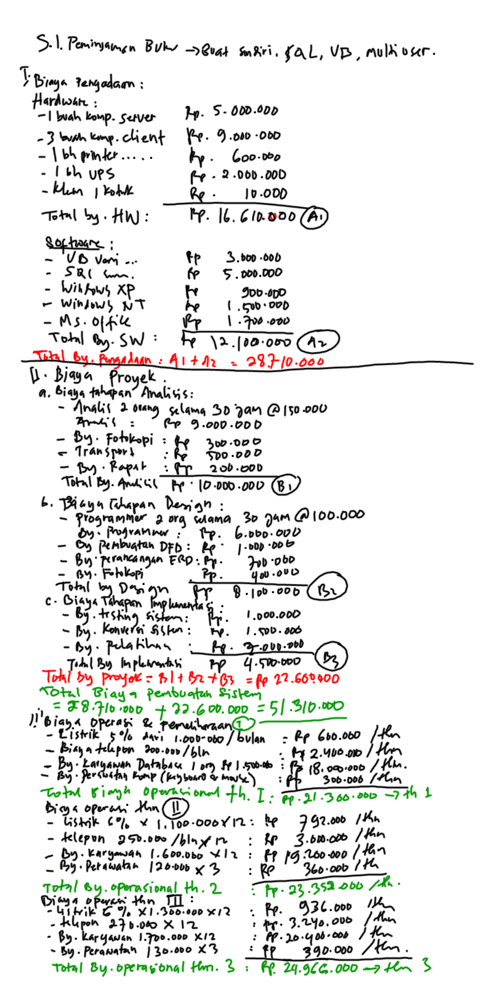 S.I. Peminjaman Buku → Buat sendiri. SQL, VB, multi user.
I. Biaya Pengadaan :
Hardware :
- 1 buah komp. server Rp. 5.000.000
- 3 buah komp. client Rp. 9.000.000
- 1 bh printer..... Rp. 600.000
- 1 bh UPS Rp. 2.000.000
- klem 1 kotak Rp. 10.000
Total by. HW : Rp. 16.610.000 A1
Software :
- VB Versi ... Rp 3.000.000
- SQL Rp 5.000.000
- Windows XP Rp 900.000
- Windows NT Rp 1.500.000
- Ms. Office Rp 1.700.000
Total By. SW : Rp 12.100.000 A2
Total By. Pengadaan : A1 + A2 = 28.710.000
II. Biaya Proyek.
a. Biaya tahapan Analisis :
- Analis 2 orang selama 30 jam @ 150.000
Analis : Rp 9.000.000
- By. Fotokopi : Rp 300.000
- Transport : Rp 500.000
- By. Rapat : Rp 200.000
Total By. Analisis Rp. 10.000.000 B1
b. Biaya Tahapan Design :
- Programmer 2 org selama 30 jam @ 100.000
By. Programmer : Rp. 6.000.000
- By pembuatan DFD : Rp. 1.000.000
- By. perancangan ERD : Rp. 700.000
- By. Fotokopi Rp. 400.000
Total by Design Rp 8.100.000 B2
c. Biaya Tahapan Implementasi :
- By. testing sistem : Rp. 1.000.000
- By. Konversi sistem : Rp. 1.500.000
- By. pelatihan : Rp. 2.000.000
Total By Implementasi Rp 4.500.000 B3
Total by proyek = B1 + B2 + B3 = Rp 22.600.000
Total Biaya pembuatan sistem
= 28.710.000 + 22.600.000 = 51.310.000
III. Biaya operasi & pemeliharaan I
- Listrik 5% dari 1.000.000 / bulan = Rp 600.000 /thn
- Biaya telepon 200.000/bln : Rp 2.400.000 /thn
- By. Karyawan Database 1 org Rp 1.500.000 : Rp 18.000.000 /thn.
- By. perawatan komp (keyboard & mouse) : Rp 300.000 /thn
Total Biaya operasional th. I : Rp. 21.300.000 → th 1
Biaya operasi thn II
- Listrik 6% x 1.100.000 x 12 : Rp 792.000 /thn
- telepon 250.000 /bln x 12 : Rp 3.000.000 /thn
- By. Karyawan 1.600.000 x 12 : Rp 19.200.000 /thn
- By. Perawatan 120.000 x 3 : Rp 360.000 /th
Total By. operasional th. 2 : Rp. 23.352.000 /thn.
Biaya operasi thn III :
- Listrik 6% x 1.300.000 x 12 : Rp. 936.000 /thn
- telepon 270.000 x 12 : Rp. 3.240.000 /thn
- By. Karyawan 1.700.000 x 12 : Rp. 20.400.000 /thn
- By. Perawatan 130.000 x 3 : Rp 390.000 /thn.
Total By. operasional thn. 3 : Rp. 24.966.000 → thn 3